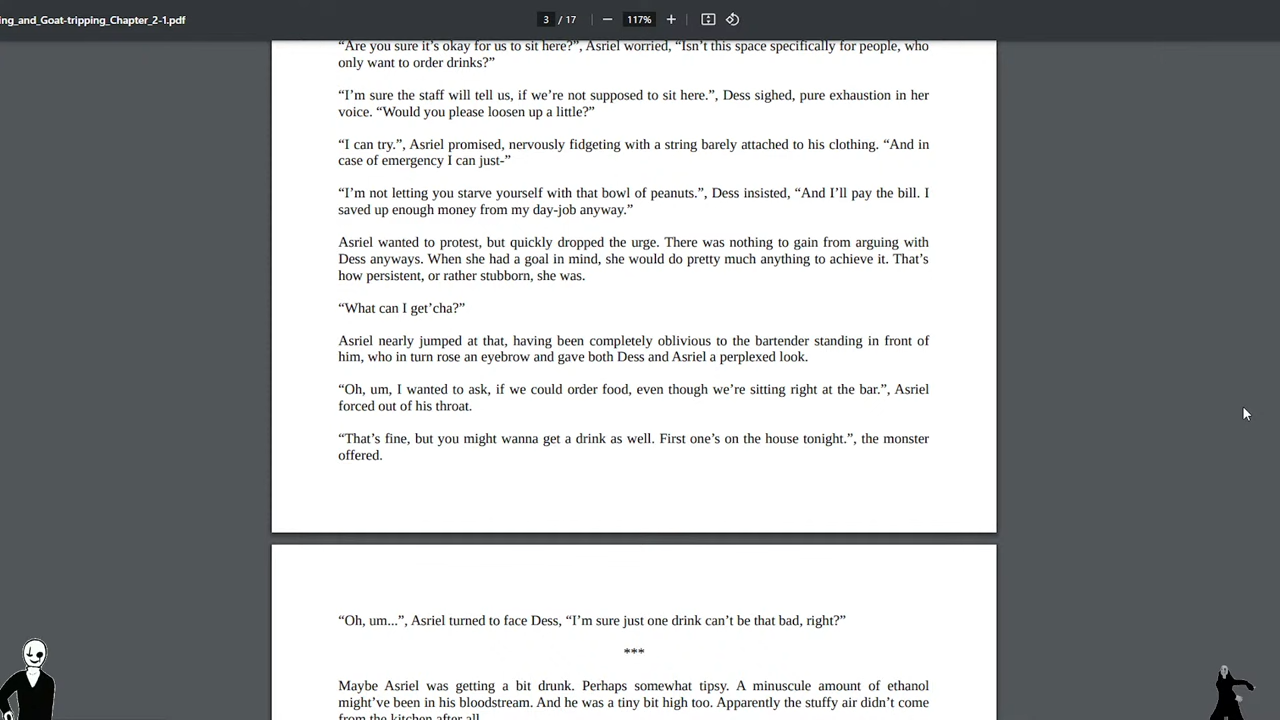 ing_and_Goat-tripping_Chapter_2-1.pdf
3 / 17
117%
“Are you sure it’s okay for us to sit here?”, Asriel worried, “Isn’t this space specifically for people, who
only want to order drinks?”
“I’m sure the staff will tell us, if we’re not supposed to sit here.”, Dess sighed, pure exhaustion in her
voice. “Would you please loosen up a little?”
“I can try.”, Asriel promised, nervously fidgeting with a string barely attached to his clothing. “And in
case of emergency I can just-”
“I’m not letting you starve yourself with that bowl of peanuts.”, Dess insisted, “And I’ll pay the bill. I
saved up enough money from my day-job anyway.”
Asriel wanted to protest, but quickly dropped the urge. There was nothing to gain from arguing with
Dess anyways. When she had a goal in mind, she would do pretty much anything to achieve it. That’s
how persistent, or rather stubborn, she was.
“What can I get’cha?”
Asriel nearly jumped at that, having been completely oblivious to the bartender standing in front of
him, who in turn rose an eyebrow and gave both Dess and Asriel a perplexed look.
“Oh, um, I wanted to ask, if we could order food, even though we’re sitting right at the bar.”, Asriel
forced out of his throat.
“That’s fine, but you might wanna get a drink as well. First one’s on the house tonight.”, the monster
offered.
“Oh, um...”, Asriel turned to face Dess, “I’m sure just one drink can’t be that bad, right?”
***
Maybe Asriel was getting a bit drunk. Perhaps somewhat tipsy. A minuscule amount of ethanol
might’ve been in his bloodstream. And he was a tiny bit high too. Apparently the stuffy air didn’t come
from the kitchen after all.